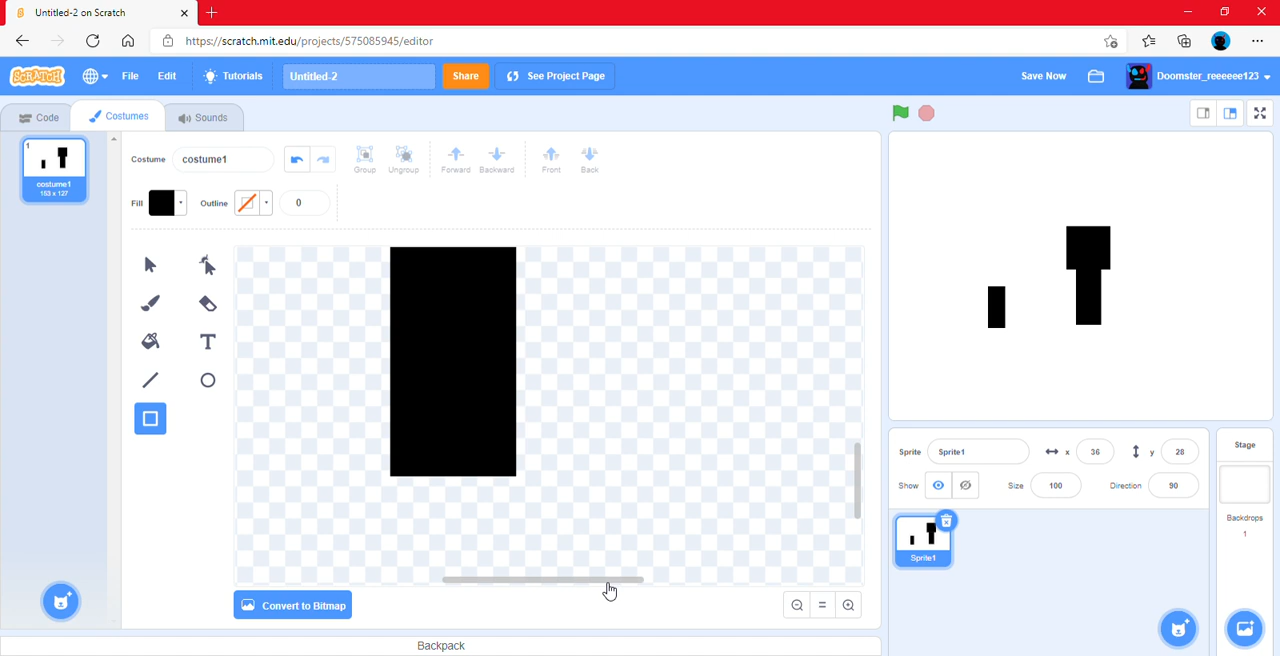 Untitled-2 on Scratch
https://scratch.mit.edu/projects/575085945/editor
SCRATCH File Edit Tutorials Untitled-2 Share See Project Page Save Now Doomster_reeeeee123
Code Costumes Sounds
1
costume1
153 x 127
Costume costume1 Group Ungroup Forward Backward Front Back
Fill Outline 0
Convert to Bitmap
Backpack
Sprite Sprite1 x 36 y 28
Show Size 100 Direction 90
Sprite1
Stage
Backdrops
1